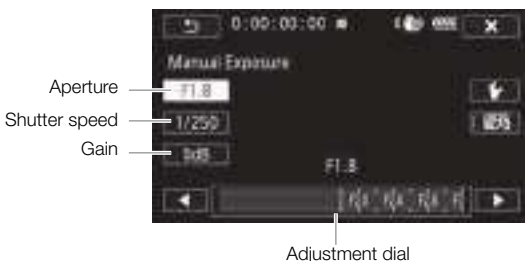 0:00:00:00
Manual Exposure
Aperture
F1.8
Shutter speed
1/250
Gain
0dB
F1.8
Adjustment dial